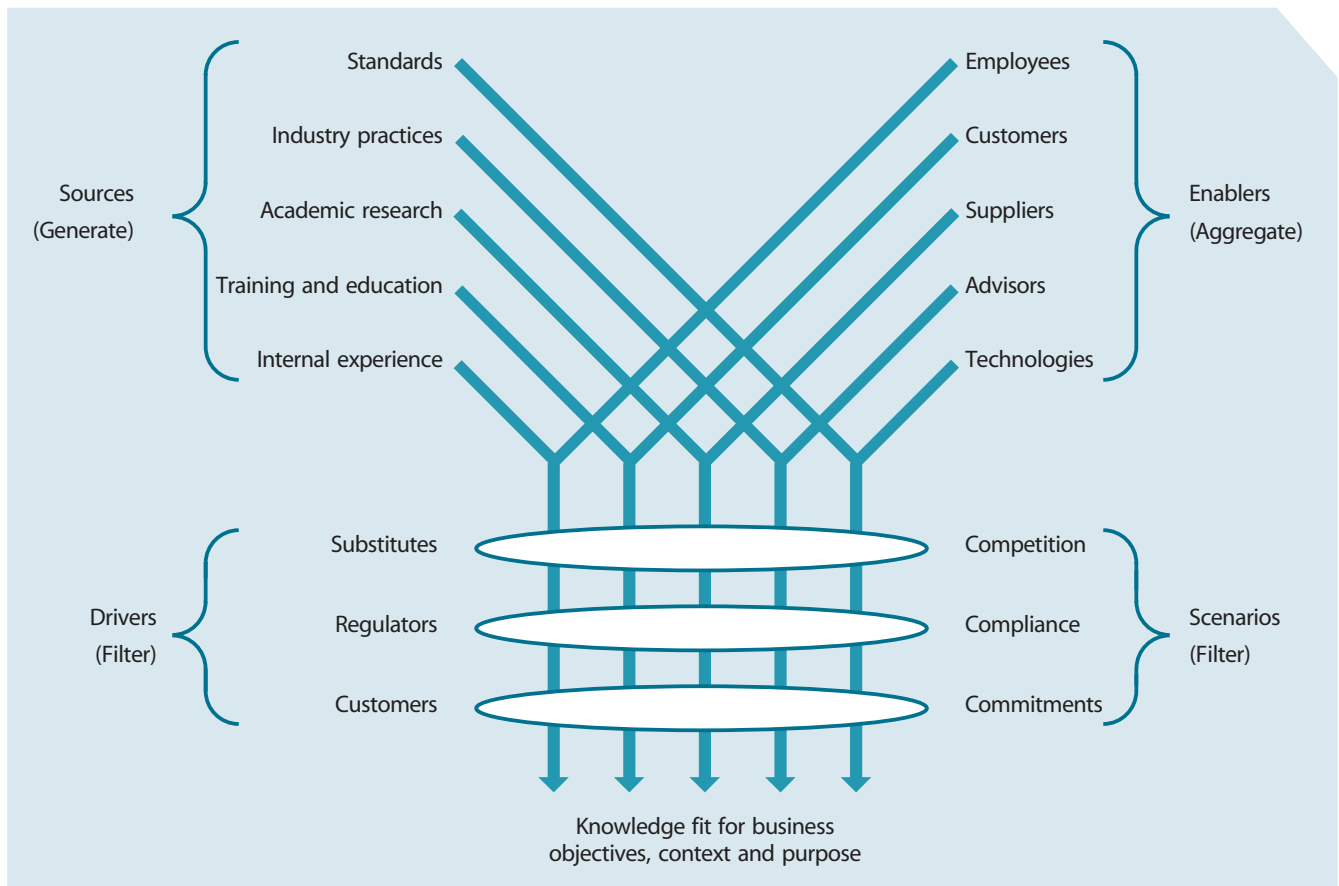 Sources
(Generate)
Standards
Industry practices
Academic research
Training and education
Internal experience
Employees
Customers
Suppliers
Advisors
Technologies
Enablers
(Aggregate)
Drivers
(Filter)
Substitutes
Regulators
Customers
Competition
Compliance
Commitments
Scenarios
(Filter)
Knowledge fit for business
objectives, context and purpose